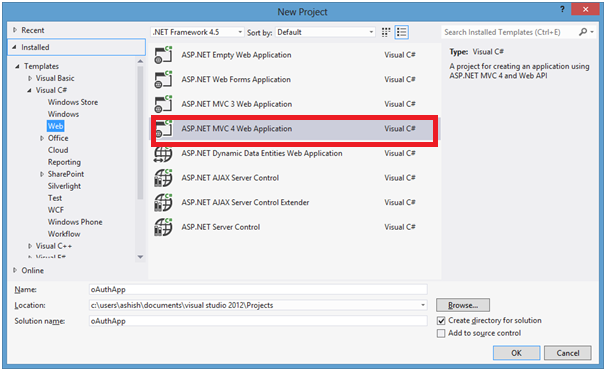 New Project
?
Recent
.NET Framework 4.5
Sort by:
Default
Search Installed Templates (Ctrl+E)
Installed
Templates
Visual Basic
Visual C#
Windows Store
Windows
Web
Office
Cloud
Reporting
SharePoint
Silverlight
Test
WCF
Windows Phone
Workflow
Visual C++
Online
ASP.NET Empty Web Application Visual C#
ASP.NET Web Forms Application Visual C#
ASP.NET MVC 3 Web Application Visual C#
ASP.NET MVC 4 Web Application Visual C#
ASP.NET Dynamic Data Entities Web Application Visual C#
ASP.NET AJAX Server Control Visual C#
ASP.NET AJAX Server Control Extender Visual C#
ASP.NET Server Control Visual C#
Type: Visual C#
A project for creating an application using
ASP.NET MVC 4 and Web API
Name: oAuthApp
Location: c:\users\ashish\documents\visual studio 2012\Projects
Browse...
Solution name: oAuthApp
Create directory for solution
Add to source control
OK
Cancel